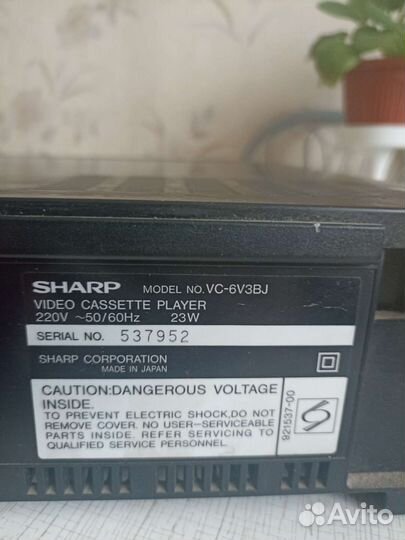 SHARP MODEL NO. VC-6V3BJ
VIDEO CASSETTE PLAYER
220V ~50/60Hz 23W
SERIAL NO. 537952
SHARP CORPORATION
MADE IN JAPAN
CAUTION:DANGEROUS VOLTAGE
INSIDE.
TO PREVENT ELECTRIC SHOCK,DO NOT
REMOVE COVER. NO USER-SERVICEABLE
PARTS INSIDE. REFER SERVICING TO
QUALIFIED SERVICE PERSONNEL.
921537-00
Avito